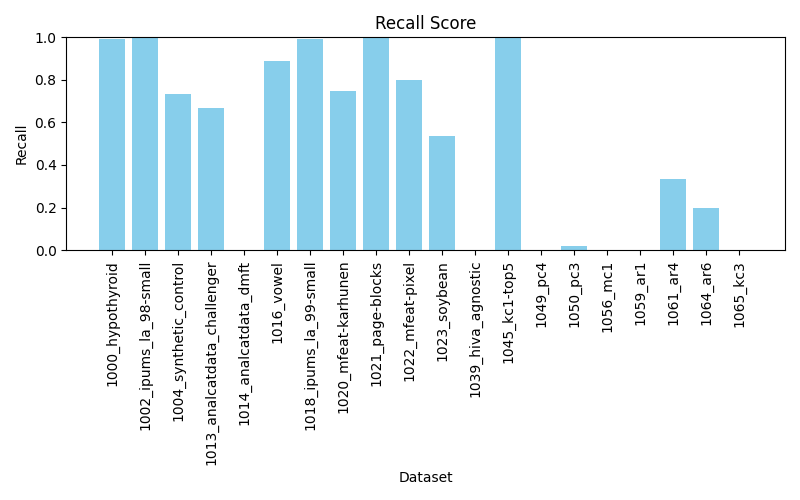 Recall Score
Recall
1.0
0.8
0.6
0.4
0.2
0.0
1000_hypothyroid
1002_ipums_la_98-small
1004_synthetic_control
1013_analcatdata_challenger
1014_analcatdata_dmft
1016_vowel
1018_ipums_la_99-small
1020_mfeat-karhunen
1021_page-blocks
1022_mfeat-pixel
1023_soybean
1039_hiva_agnostic
1045_kc1-top5
1049_pc4
1050_pc3
1056_mc1
1059_ar1
1061_ar4
1064_ar6
1065_kc3
Dataset